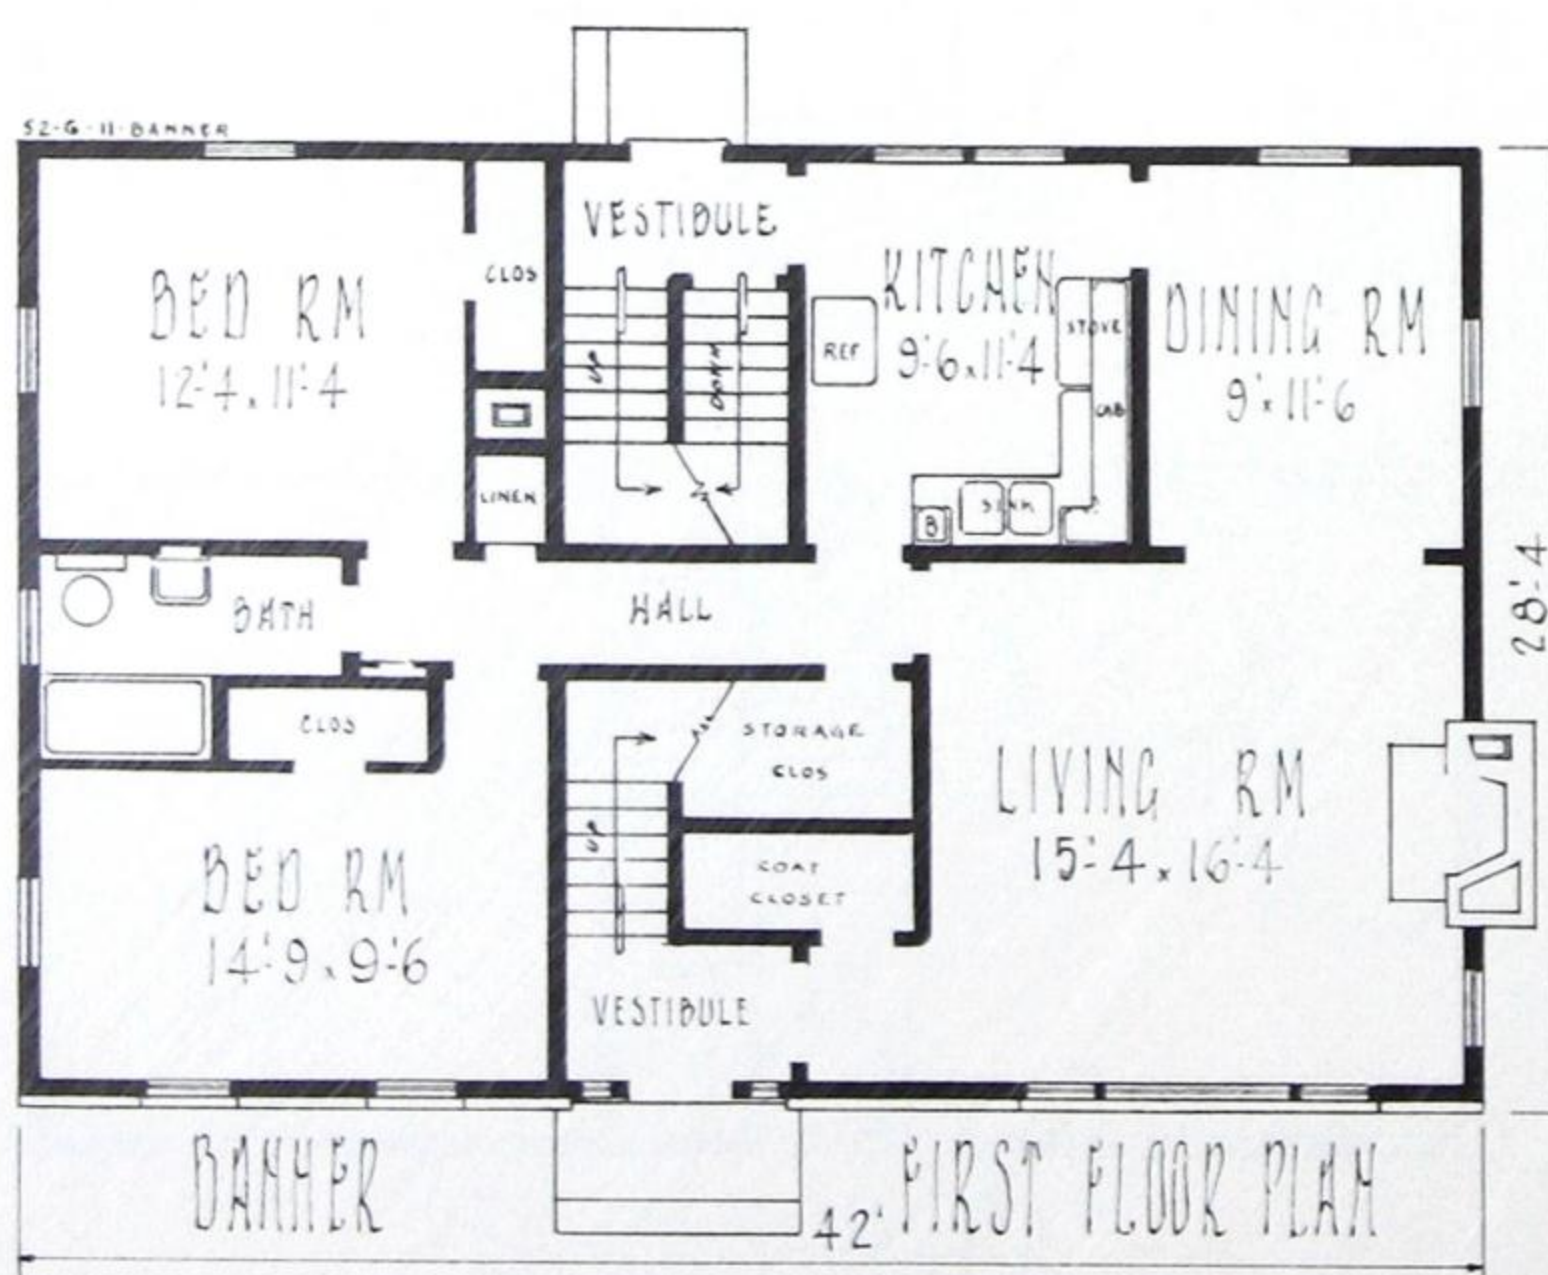 52-G-11-BANNER
VESTIBULE
BED RM
12'-4 x 11'-4
CLOS
KITCHEN
9'-6 x 11'-4
REF
STOVE
CAB
DINING RM
9' x 11'-6
UP
DOWN
LINEN
B
SINK
BATH
HALL
28'-4
CLOS
STORAGE
CLOS
LIVING RM
15'-4 x 16'-4
UP
COAT
CLOSET
BED RM
14'-9 x 9'-6
VESTIBULE
BANNER
42'
FIRST FLOOR PLAN